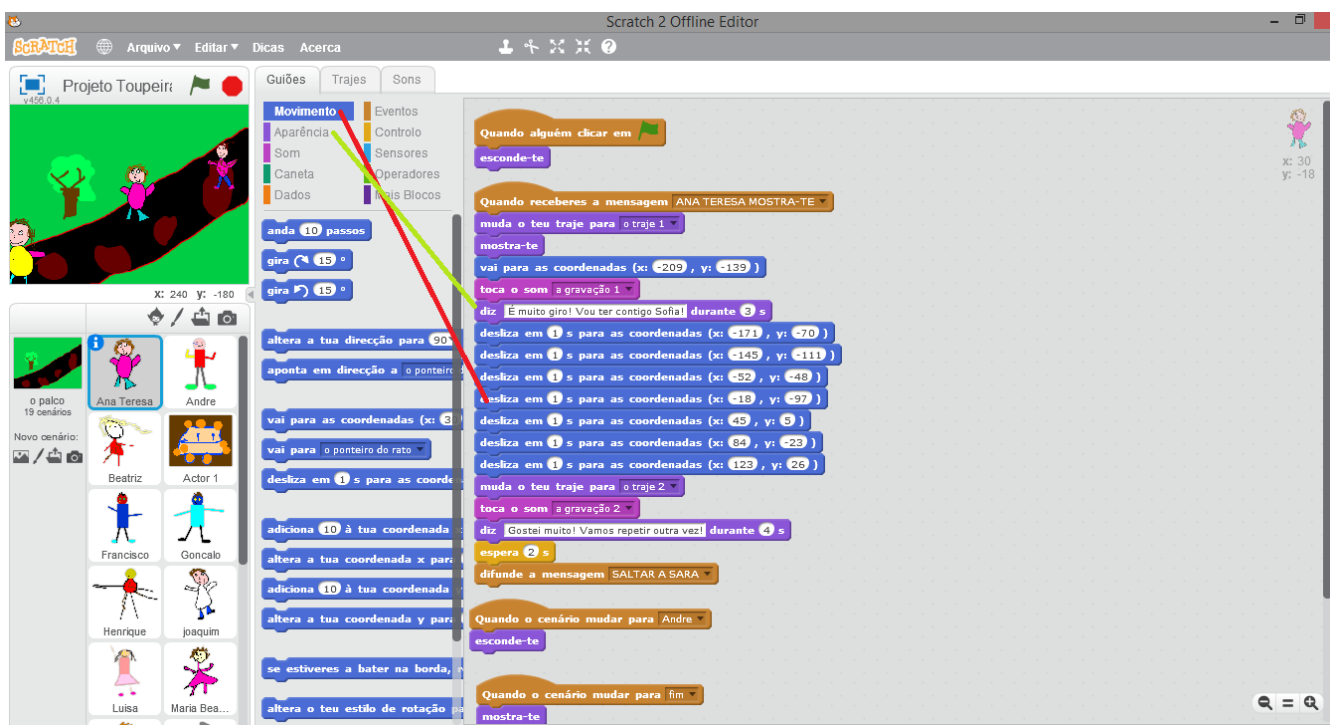 Scratch 2 Offline Editor
SCRATCH Arquivo Editar Dicas Acerca
Projeto Toupeira
v456.0.4
X: 240 y: -180
o palco
19 cenários
Novo cenário:
Ana Teresa
Andre
Beatriz
Actor 1
Francisco
Goncalo
Henrique
joaquim
Luisa
Maria Bea...
Guiões Trajes Sons
Movimento
Aparência
Som
Caneta
Dados
Eventos
Controlo
Sensores
Operadores
Mais Blocos
anda 10 passos
gira 15 °
gira 15 °
altera a tua direcção para 90
aponta em direcção a o ponteiro
vai para as coordenadas (x: 3
vai para o ponteiro do rato
desliza em 1 s para as coorde
adiciona 10 à tua coordenada
altera a tua coordenada x para
adiciona 10 à tua coordenada
altera a tua coordenada y para
se estiveres a bater na borda,
altera o teu estilo de rotação pa
Quando alguém clicar em
esconde-te
Quando receberes a mensagem ANA TERESA MOSTRA-TE
muda o teu traje para o traje 1
mostra-te
vai para as coordenadas (x: -209 , y: -139 )
toca o som a gravação 1
diz É muito giro! Vou ter contigo Sofia! durante 3 s
desliza em 1 s para as coordenadas (x: -171 , y: -70 )
desliza em 1 s para as coordenadas (x: -145 , y: -111 )
desliza em 1 s para as coordenadas (x: -52 , y: -48 )
desliza em 1 s para as coordenadas (x: -18 , y: -97 )
desliza em 1 s para as coordenadas (x: 45 , y: 5 )
desliza em 1 s para as coordenadas (x: 84 , y: -23 )
desliza em 1 s para as coordenadas (x: 123 , y: 26 )
muda o teu traje para o traje 2
toca o som a gravação 2
diz Gostei muito! Vamos repetir outra vez! durante 4 s
espera 2 s
difunde a mensagem SALTAR A SARA
Quando o cenário mudar para Andre
esconde-te
Quando o cenário mudar para fim
mostra-te
x: 30
y: -18